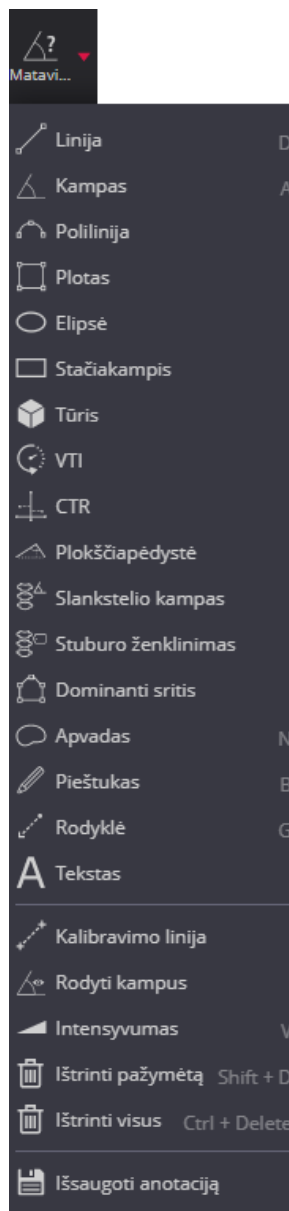 ?
Matavi...
Linija D
Kampas A
Polilinija
Plotas
Elipsė
Stačiakampis
Tūris
VTI
CTR
Plokščiapėdystė
Slankstelio kampas
Stuburo ženklinimas
Dominanti sritis
Apvadas N
Pieštukas B
Rodyklė G
A Tekstas
Kalibravimo linija
Rodyti kampus
Intensyvumas V
Ištrinti pažymėtą Shift + D
Ištrinti visus Ctrl + Delete
Išsaugoti anotaciją